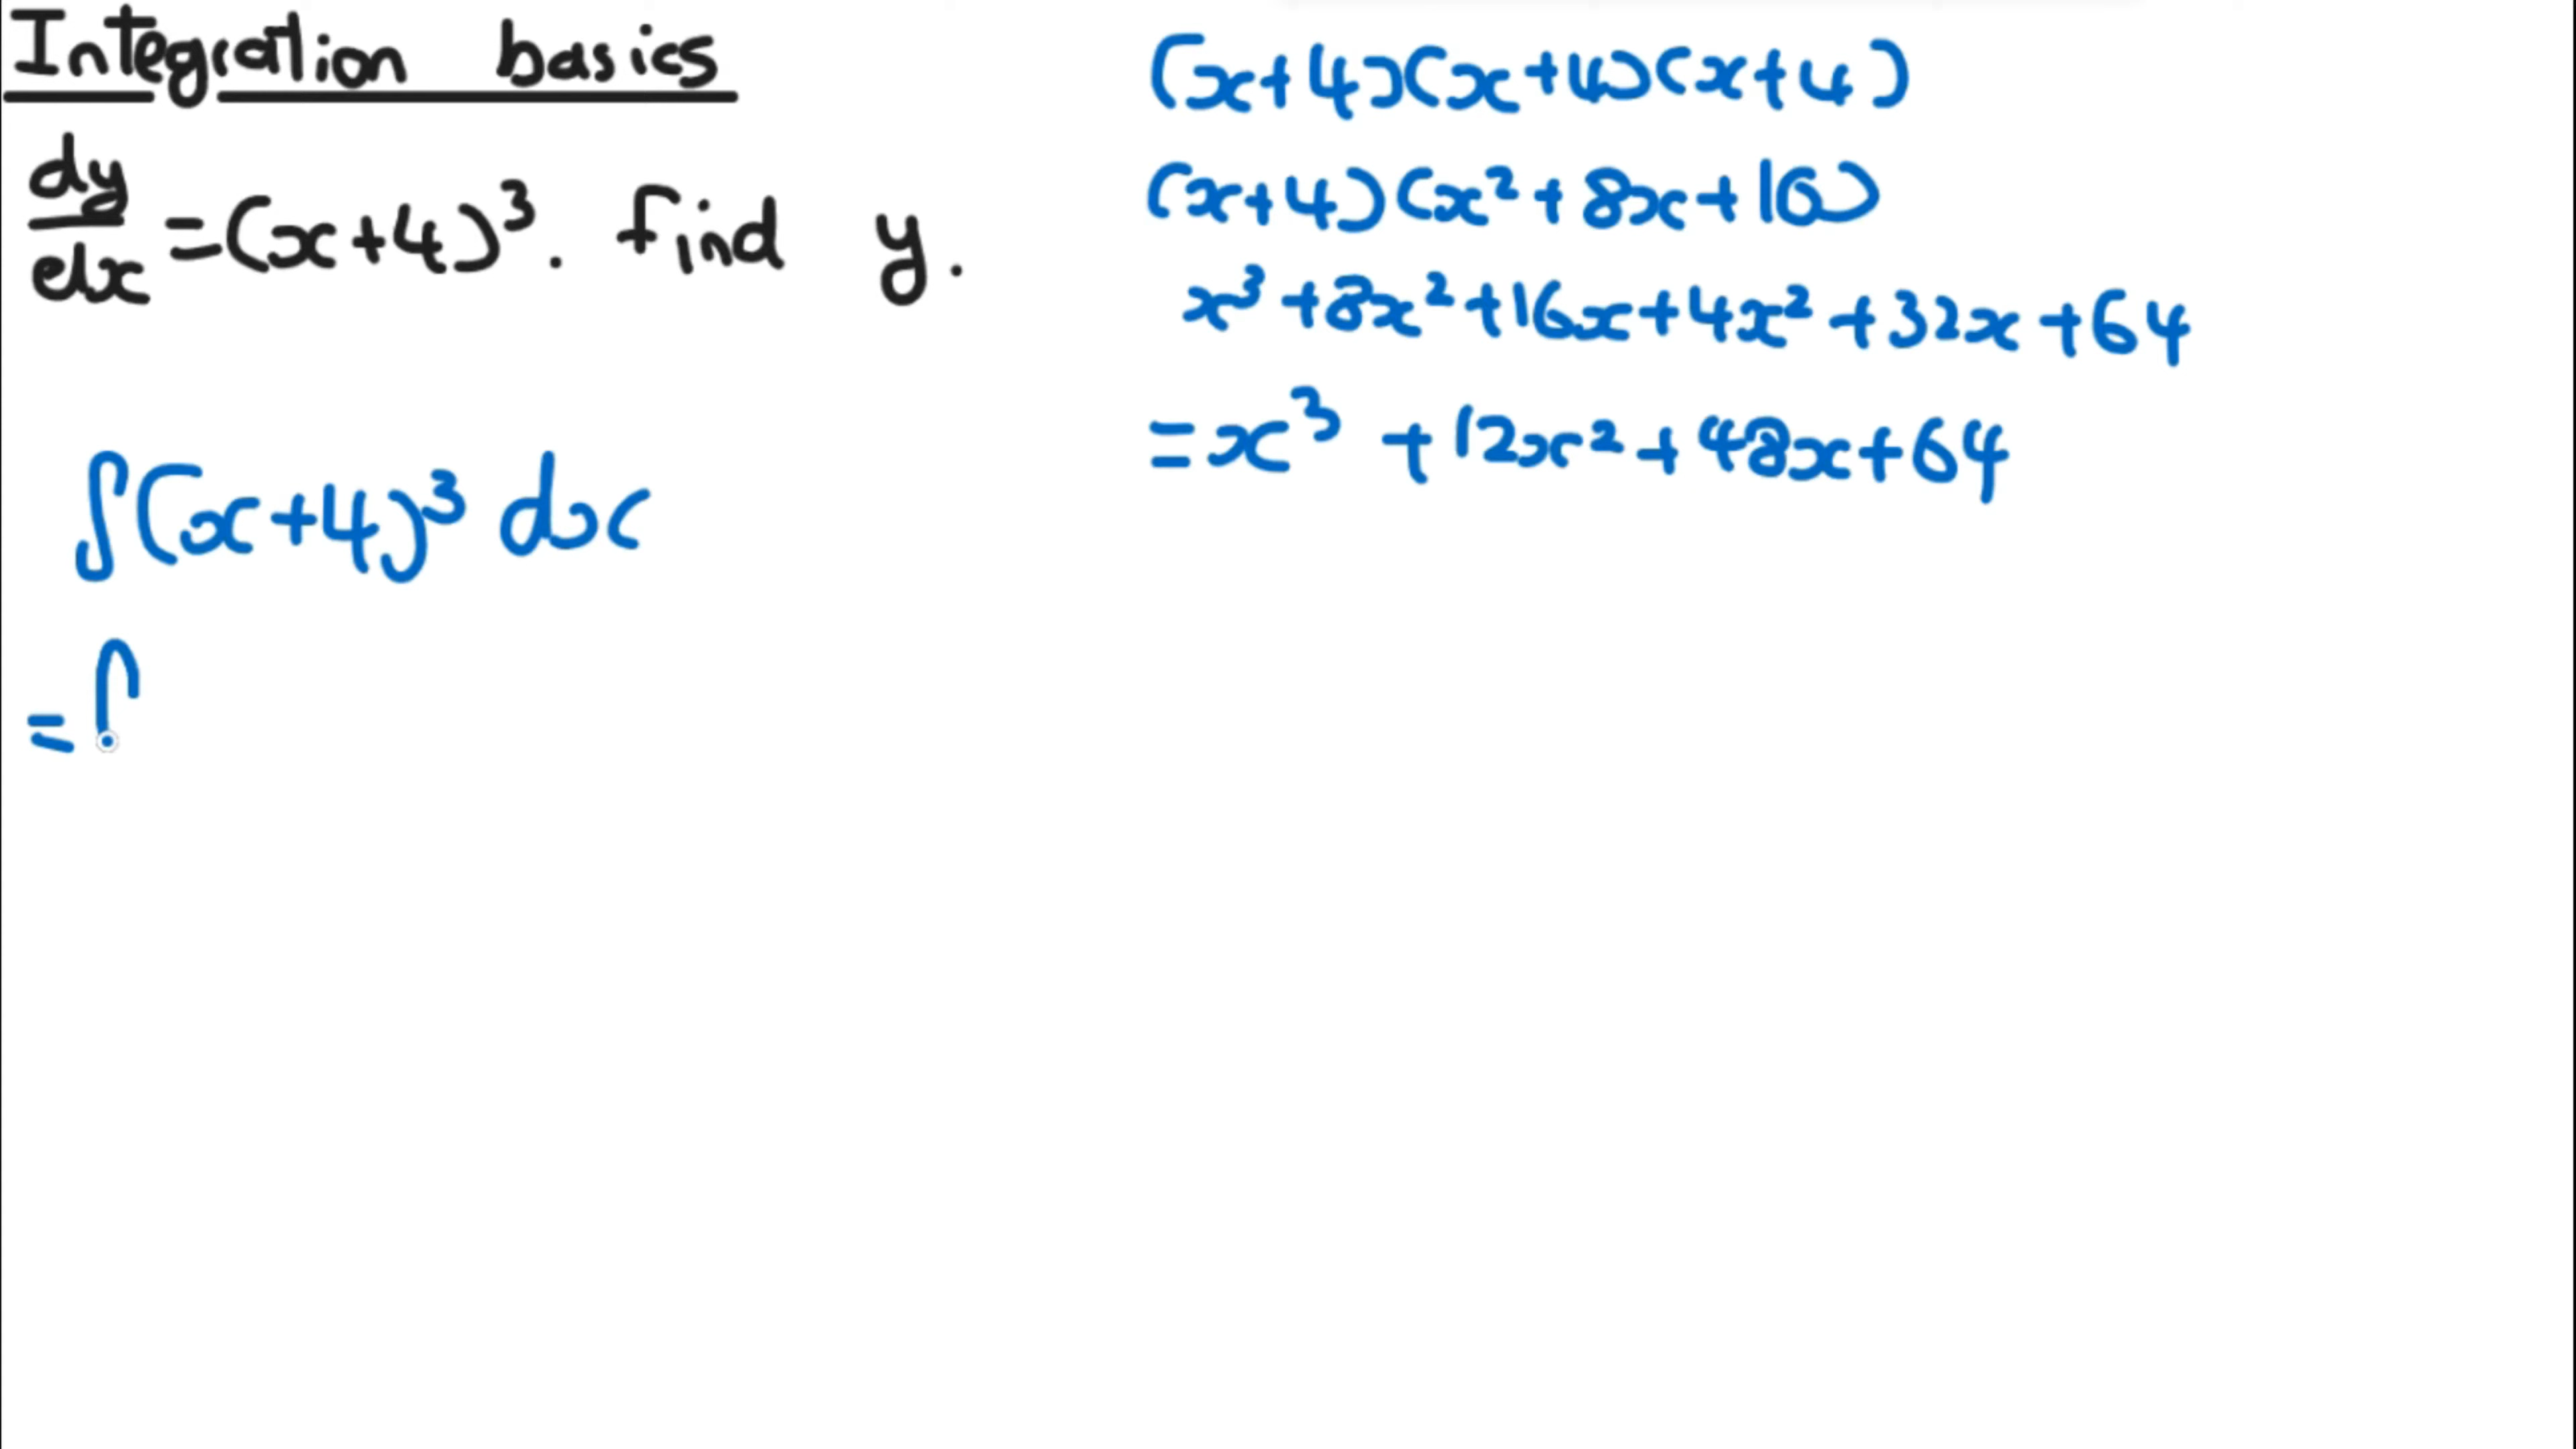 Integration basics
dy/dx = (x+4)³. find y.
∫(x+4)³ dx
= ∫
(x+4)(x+4)(x+4)
(x+4)(x²+8x+16)
x³+8x²+16x+4x²+32x+64
=x³ + 12x² + 48x+64